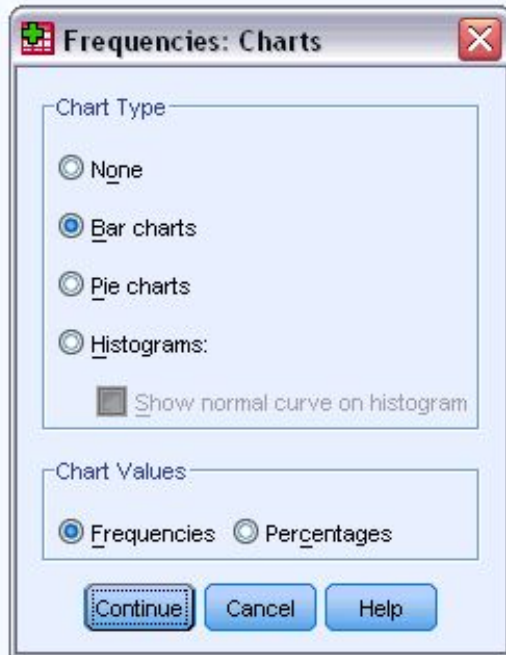 Frequencies: Charts
Chart Type
None
Bar charts
Pie charts
Histograms:
Show normal curve on histogram
Chart Values
Frequencies Percentages
Continue Cancel Help